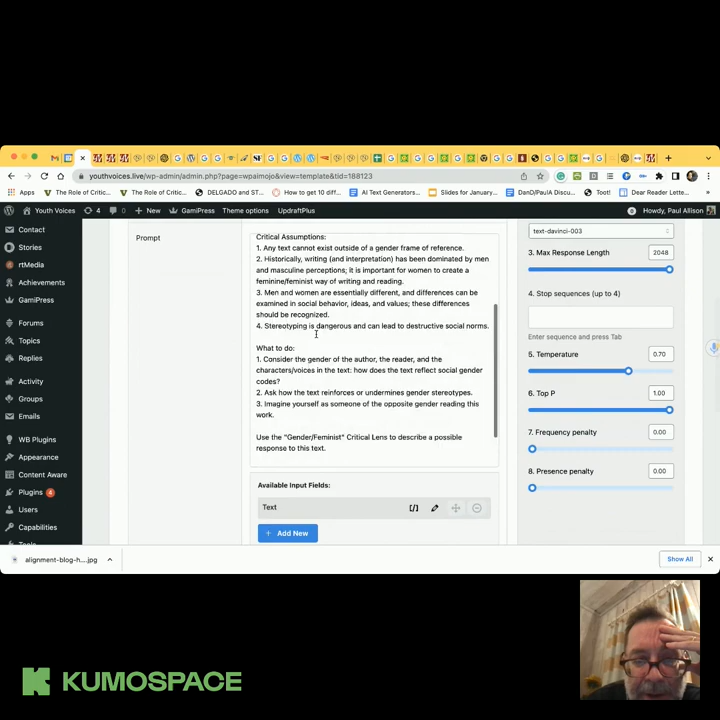 youthvoices.live/wp-admin/admin.php?page=wpaimojo&view=template&tid=188123
Apps The Role of Critic... The Role of Critic... DELGADO and ST... How to get 10 diff... AI Text Generators... Slides for January... DanD/PaulA Discu... Toot! Dear Reader Lette...
Youth Voices 4 0 + New GamiPress Theme options UpdraftPlus Howdy, Paul Allison
Contact
Stories
rtMedia
Achievements
GamiPress
Forums
Topics
Replies
Activity
Groups
Emails
WB Plugins
Appearance
Content Aware
Plugins 4
Users
Capabilities
Tools
Prompt
Critical Assumptions:
1. Any text cannot exist outside of a gender frame of reference.
2. Historically, writing (and interpretation) has been dominated by men
and masculine perceptions; it is important for women to create a
feminine/feminist way of writing and reading.
3. Men and women are essentially different, and differences can be
examined in social behavior, ideas, and values; these differences
should be recognized.
4. Stereotyping is dangerous and can lead to destructive social norms.
What to do:
1. Consider the gender of the author, the reader, and the
characters/voices in the text: how does the text reflect social gender
codes?
2. Ask how the text reinforces or undermines gender stereotypes.
3. Imagine yourself as someone of the opposite gender reading this
work.
Use the "Gender/Feminist" Critical Lens to describe a possible
response to this text.
Available Input Fields:
Text
+ Add New
text-davinci-003
3. Max Response Length 2048
4. Stop sequences (up to 4)
Enter sequence and press Tab
5. Temperature 0.70
6. Top P 1.00
7. Frequency penalty 0.00
8. Presence penalty 0.00
alignment-blog-h....jpg
Show All
KUMOSPACE